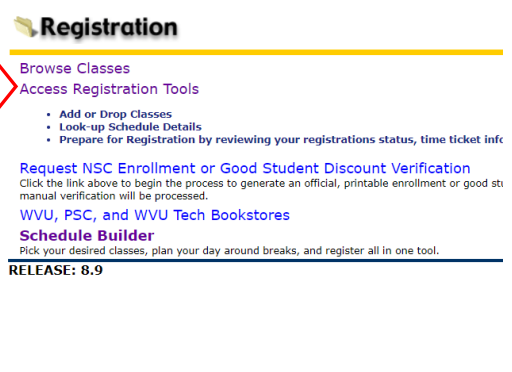 Registration
Browse Classes
Access Registration Tools
• Add or Drop Classes
• Look-up Schedule Details
• Prepare for Registration by reviewing your registrations status, time ticket
Request NSC Enrollment or Good Student Discount Verification
Click the link above to begin the process to generate an official, printable enrollment or good
manual verification will be processed.
WVU, PSC, and WVU Tech Bookstores
Schedule Builder
Pick your desired classes, plan your day around breaks, and register all in one tool.
RELEASE: 8.9